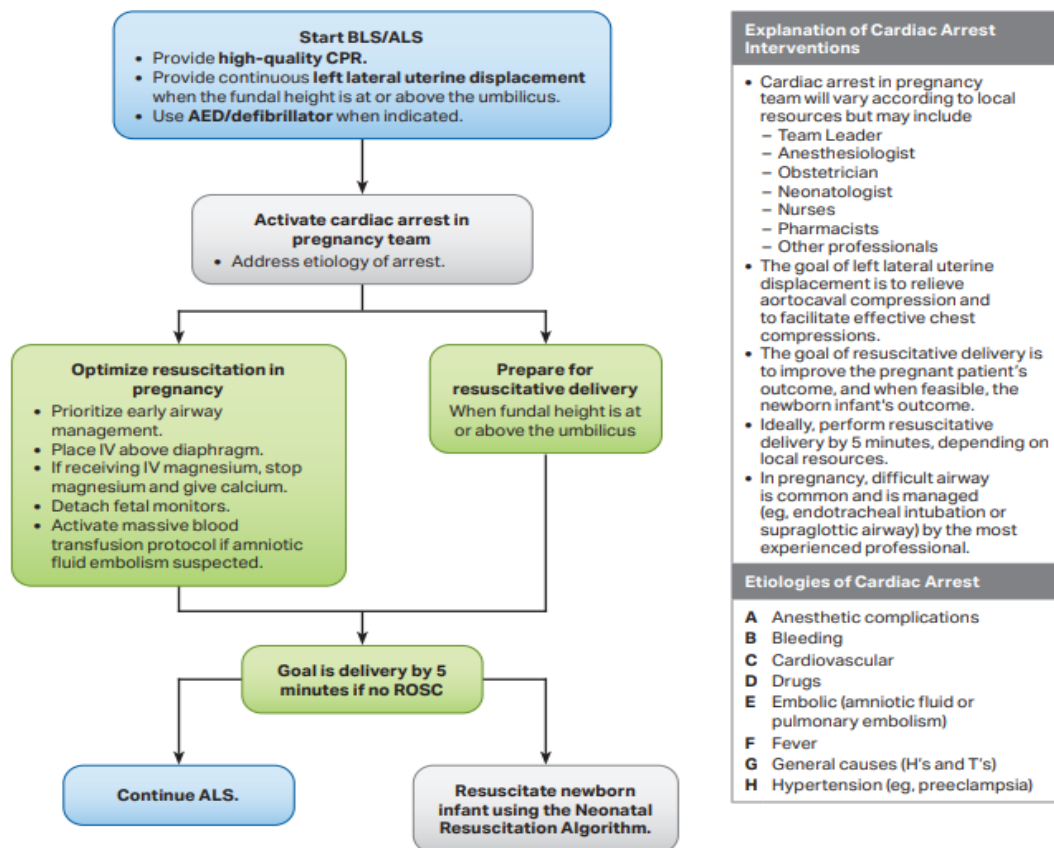 Start BLS/ALS
• Provide high-quality CPR.
• Provide continuous left lateral uterine displacement
when the fundal height is at or above the umbilicus.
• Use AED/defibrillator when indicated.
Activate cardiac arrest in
pregnancy team
• Address etiology of arrest.
Optimize resuscitation in
pregnancy
• Prioritize early airway
management.
• Place IV above diaphragm.
• If receiving IV magnesium, stop
magnesium and give calcium.
• Detach fetal monitors.
• Activate massive blood
transfusion protocol if amniotic
fluid embolism suspected.
Prepare for
resuscitative delivery
When fundal height is at
or above the umbilicus
Goal is delivery by 5
minutes if no ROSC
Continue ALS.
Resuscitate newborn
infant using the Neonatal
Resuscitation Algorithm.
Explanation of Cardiac Arrest
Interventions
• Cardiac arrest in pregnancy
team will vary according to local
resources but may include
– Team Leader
– Anesthesiologist
– Obstetrician
– Neonatologist
– Nurses
– Pharmacists
– Other professionals
• The goal of left lateral uterine
displacement is to relieve
aortocaval compression and
to facilitate effective chest
compressions.
• The goal of resuscitative delivery is
to improve the pregnant patient's
outcome, and when feasible, the
newborn infant's outcome.
• Ideally, perform resuscitative
delivery by 5 minutes, depending on
local resources.
• In pregnancy, difficult airway
is common and is managed
(eg, endotracheal intubation or
supraglottic airway) by the most
experienced professional.
Etiologies of Cardiac Arrest
A Anesthetic complications
B Bleeding
C Cardiovascular
D Drugs
E Embolic (amniotic fluid or
pulmonary embolism)
F Fever
G General causes (H's and T's)
H Hypertension (eg, preeclampsia)